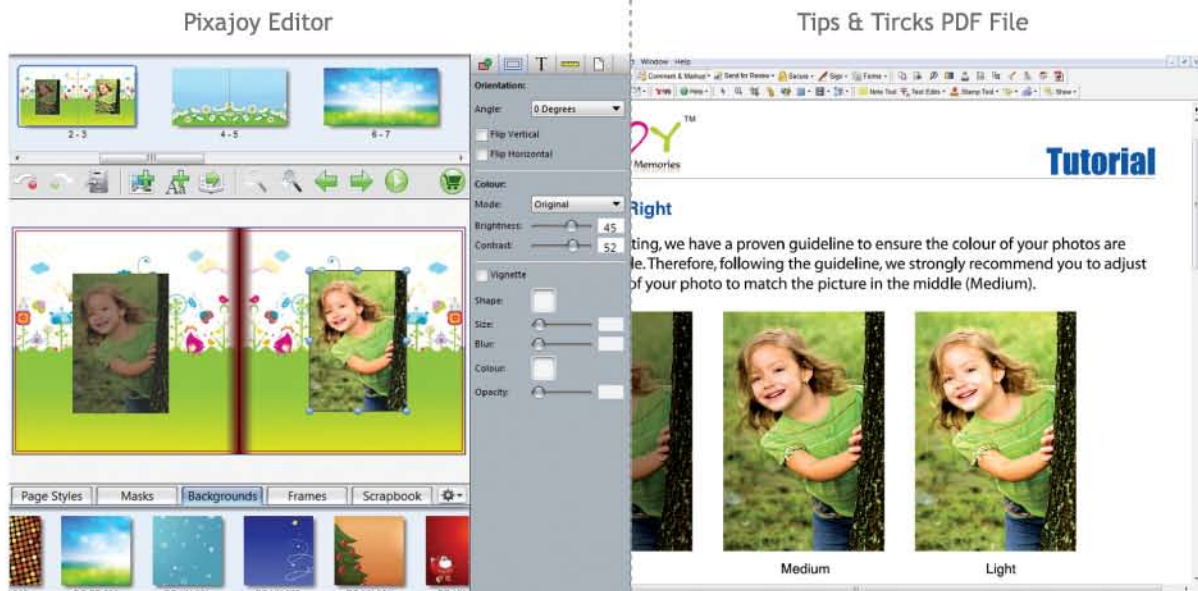 Pixajoy Editor
Tips & Tircks PDF File
2 - 3
4 - 5
6 - 7
Orientation:
Angle: 0 Degrees
Flip Vertical
Flip Horizontal
Colour:
Mode: Original
Brightness: 45
Contrast: 52
Vignette
Shape:
Size:
Blur:
Colour:
Opacity:
Page Styles
Masks
Backgrounds
Frames
Scrapbook
Window Help
Comment & Markup
Send for Review
Secure
Sign
Forms
Note Tool
Text Edits
Stamp Tool
Show
Y TM
Memories
Tutorial
Right
ting, we have a proven guideline to ensure the colour of your photos are
le. Therefore, following the guideline, we strongly recommend you to adjust
of your photo to match the picture in the middle (Medium).
Medium
Light